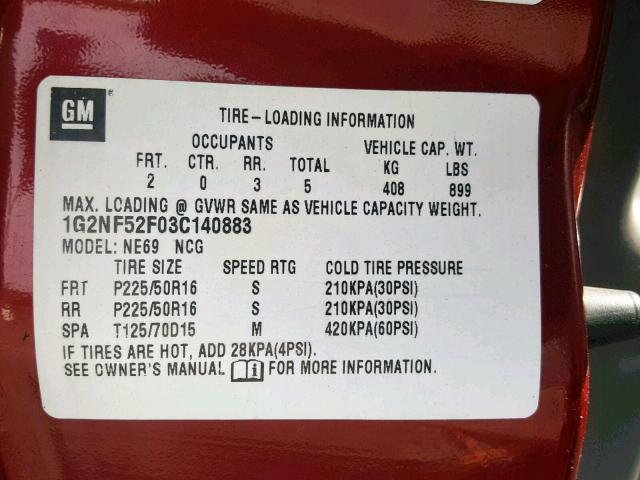 GM
TIRE-LOADING INFORMATION
OCCUPANTS VEHICLE CAP. WT.
FRT. CTR. RR. TOTAL KG LBS
2 0 3 5 408 899
MAX. LOADING @ GVWR SAME AS VEHICLE CAPACITY WEIGHT.
1G2NF52F03C140883
MODEL: NE69 NCG
TIRE SIZE SPEED RTG COLD TIRE PRESSURE
FRT P225/50R16 S 210KPA(30PSI)
RR P225/50R16 S 210KPA(30PSI)
SPA T125/70D15 M 420KPA(60PSI)
IF TIRES ARE HOT, ADD 28KPA(4PSI).
SEE OWNER'S MANUAL i FOR MORE INFORMATION.